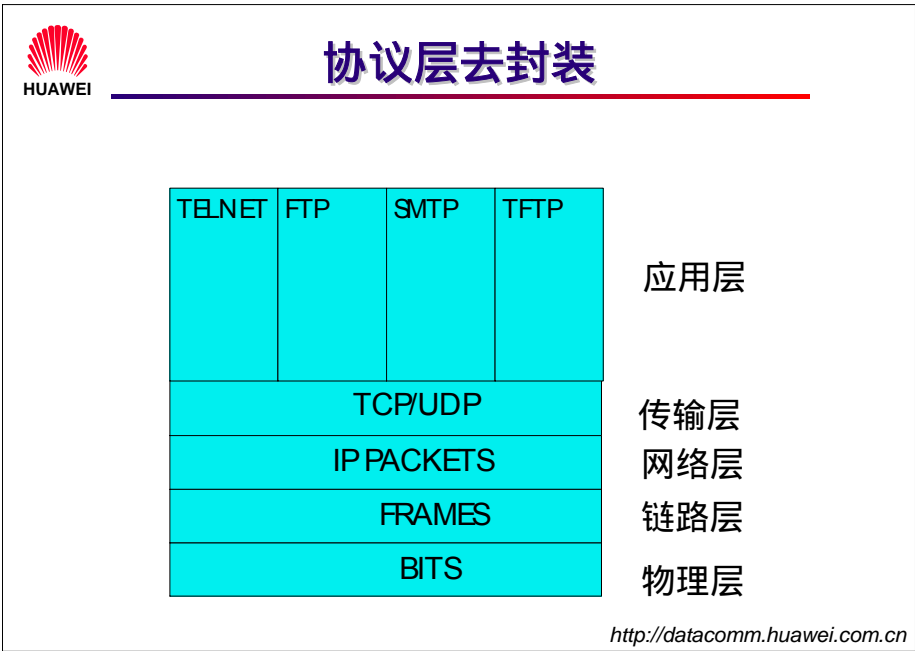 协议层去封装
HUAWEI
TELNET FTP SMTP TFTP
应用层
TCP/UDP
传输层
IP PACKETS
网络层
FRAMES
链路层
BITS
物理层
http://datacomm.huawei.com.cn